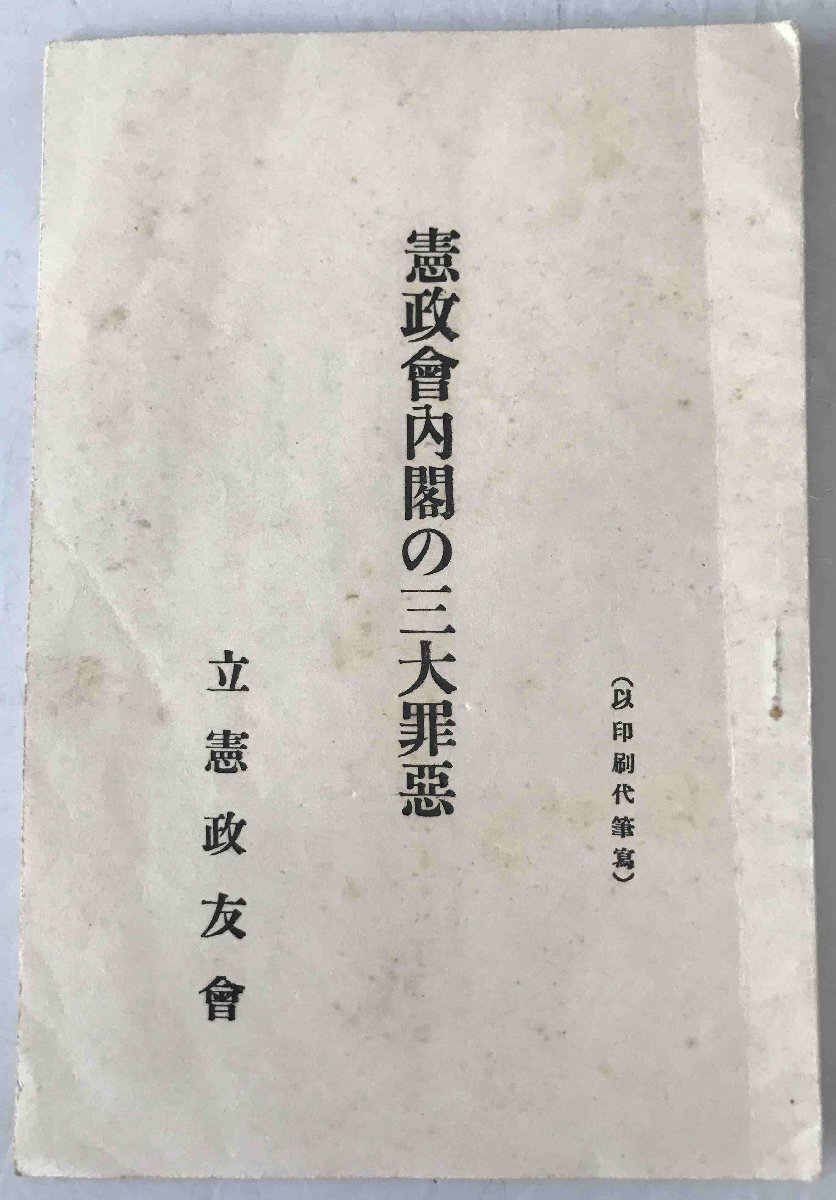 （以印刷代筆寫）
憲政會內閣の三大罪惡
立憲政友會